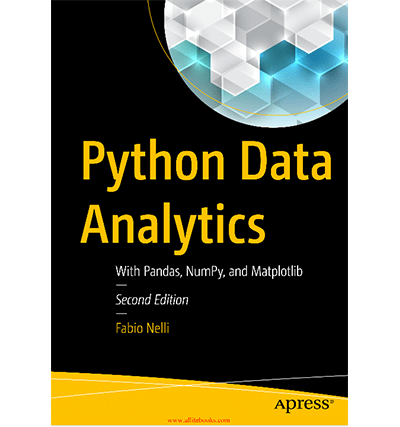 Python Data
Analytics
With Pandas, NumPy, and Matplotlib
—
Second Edition
—
Fabio Nelli
Apress®
www.allitebooks.com